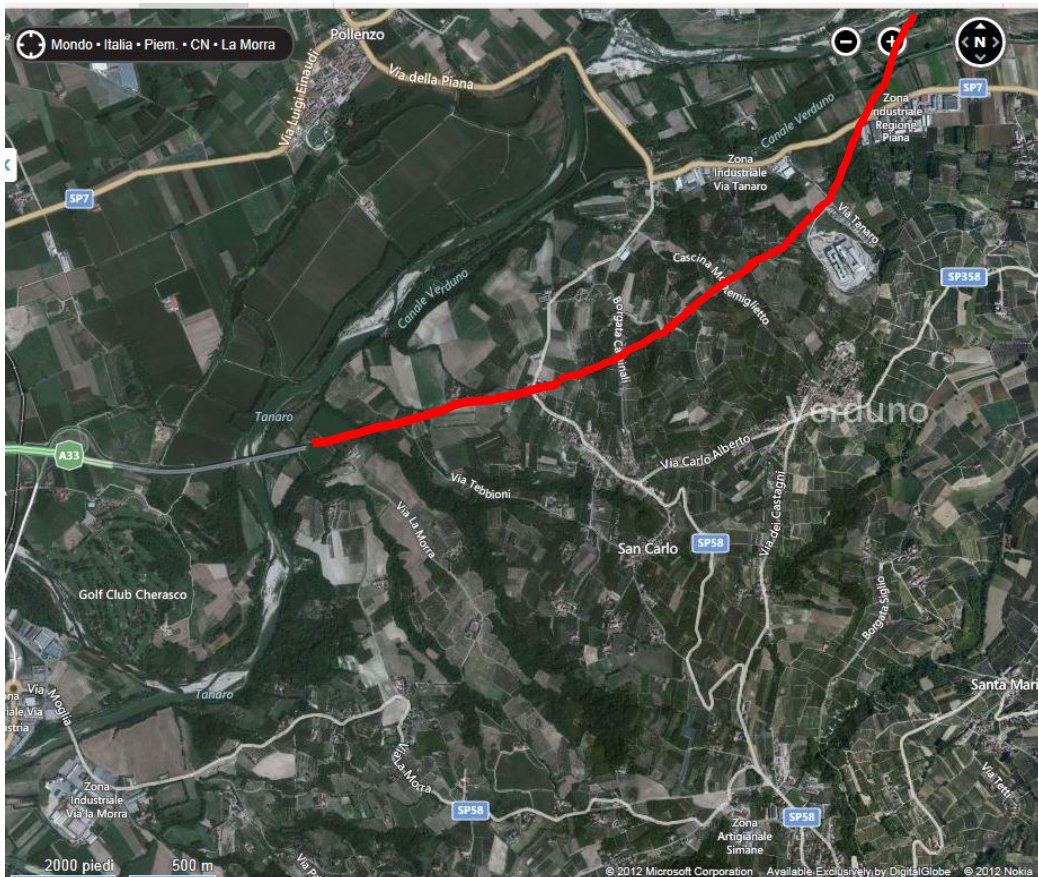 Mondo • Italia • Piem. • CN • La Morra
Pollenzo
N
Via della Piana
Via Luigi Einaudi
SP7
Zona
Industriale
Regione
Piana
Canale Verduno
Zona
Industriale
Via Tanaro
SP7
Via Tanaro
Cascina
SP358
Canale Verduno
Borgata
Tanaro
Verduno
A33
Via Carlo Alberto
Via Tebbioni
Via La Morra
Via dei Castagni
SP58
San Carlo
Golf Club Cherasco
Borgata Siglio
Tanaro
Santa Mari
Via Moglia
Via La Morra
Via Tetti
Zona
Industriale
Via la Morra
SP58
SP58
Zona
Artigianale
Simane
2000 piedi
500 m
© 2012 Microsoft Corporation Available Exclusively by DigitalGlobe © 2012 Nokia